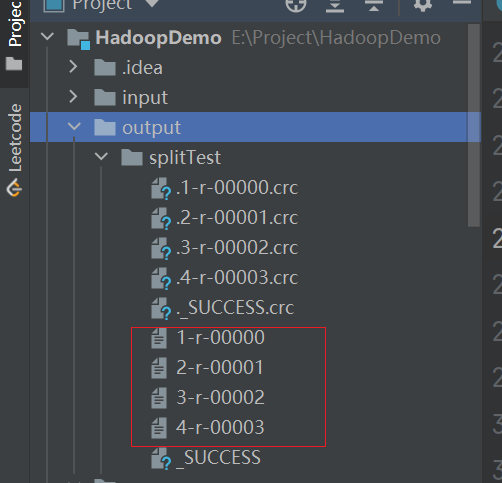 Project
HadoopDemo E:\Project\HadoopDemo
.idea
input
output
splitTest
.1-r-00000.crc
.2-r-00001.crc
.3-r-00002.crc
.4-r-00003.crc
._SUCCESS.crc
1-r-00000
2-r-00001
3-r-00002
4-r-00003
_SUCCESS
Leetcode